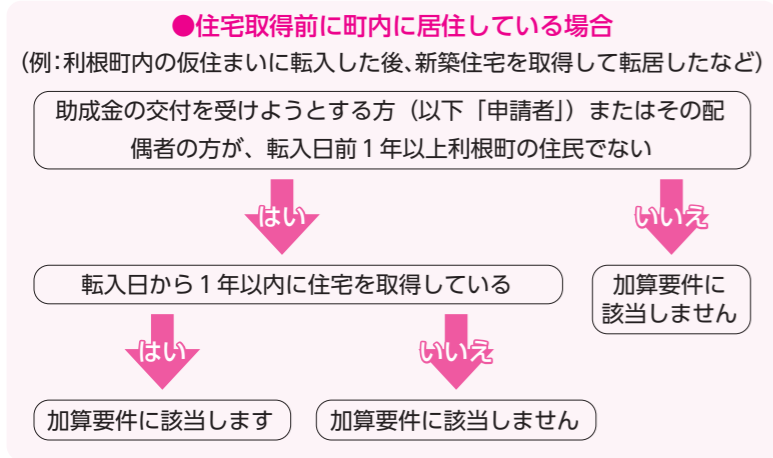 ●住宅取得前に町内に居住している場合
（例：利根町内の仮住まいに転入した後、新築住宅を取得して転居したなど）
助成金の交付を受けようとする方（以下「申請者」）またはその配
偶者の方が、転入日前１年以上利根町の住民でない
はい
いいえ
転入日から１年以内に住宅を取得している
加算要件に
該当しません
はい
いいえ
加算要件に該当します
加算要件に該当しません